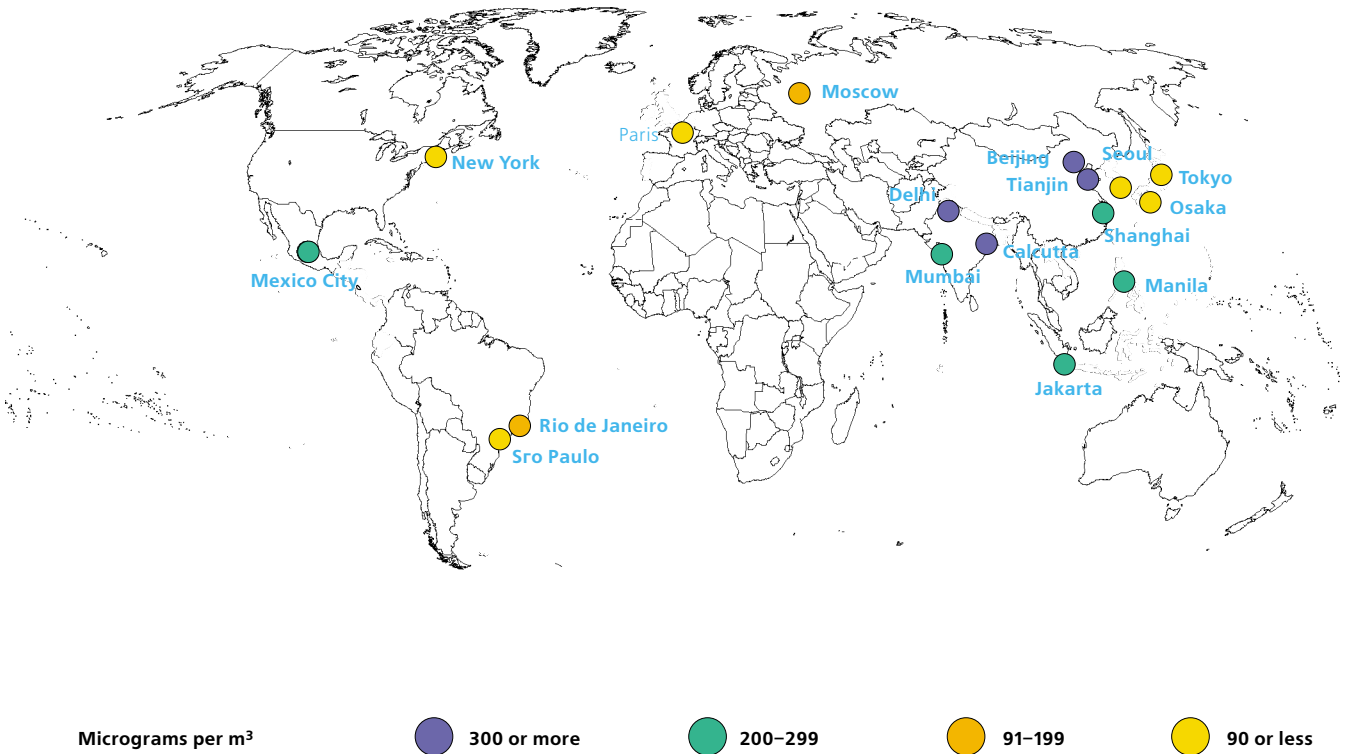 Moscow
Paris
New York
Beijing
Seoul
Tianjin
Tokyo
Delhi
Osaka
Shanghai
Calcutta
Mumbai
Mexico City
Manila
Jakarta
Rio de Janeiro
Sгo Paulo
Micrograms per m³
300 or more
200–299
91–199
90 or less